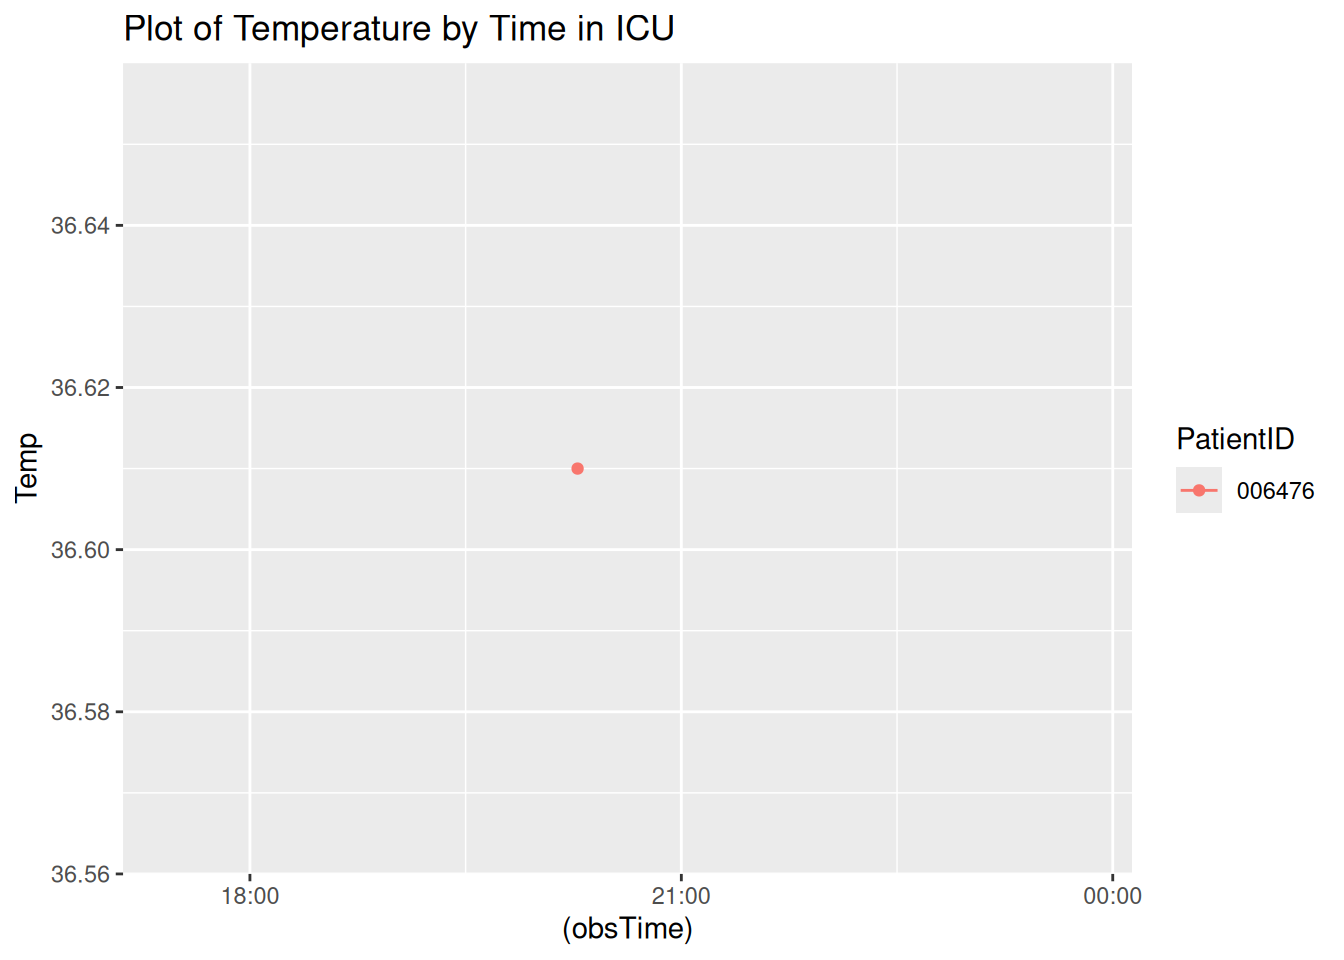 Plot of Temperature by Time in ICU
36.64
36.62
36.60
36.58
36.56
Temp
18:00
21:00
00:00
(obsTime)
PatientID
006476